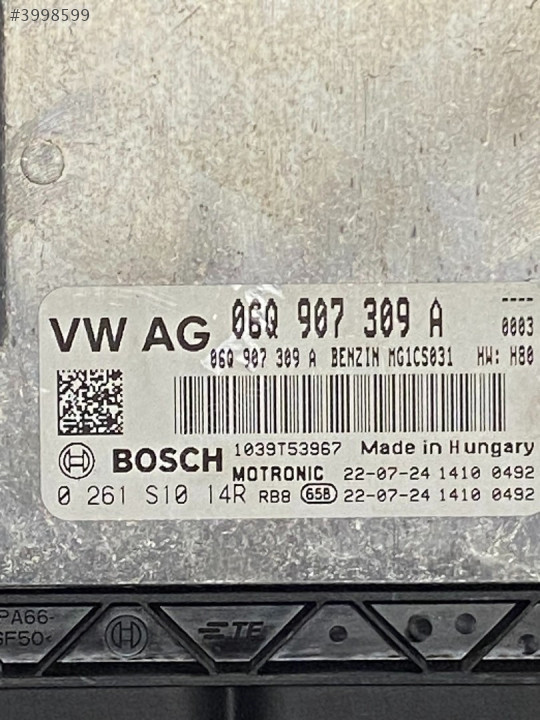 #3998599
VW AG 06Q 907 309 A ----
0003
06Q 907 309 A BENZIN MG1CS031 HW: H80
BOSCH 1039T53967 Made in Hungary
MOTRONIC 22-07-24 1410 0492
0 261 S10 14R RB8 65B 22-07-24 1410 0492
PA66-
GF50<
TE